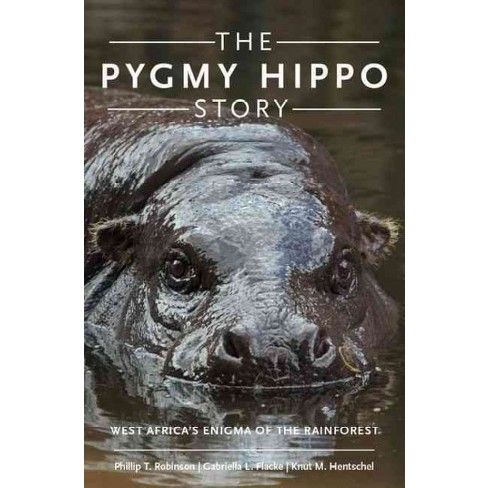 THE
PYGMY HIPPO
STORY
WEST AFRICA'S ENIGMA OF THE RAINFOREST
Phillip T. Robinson | Gabriella L. Flacke | Knut M. Hentschel